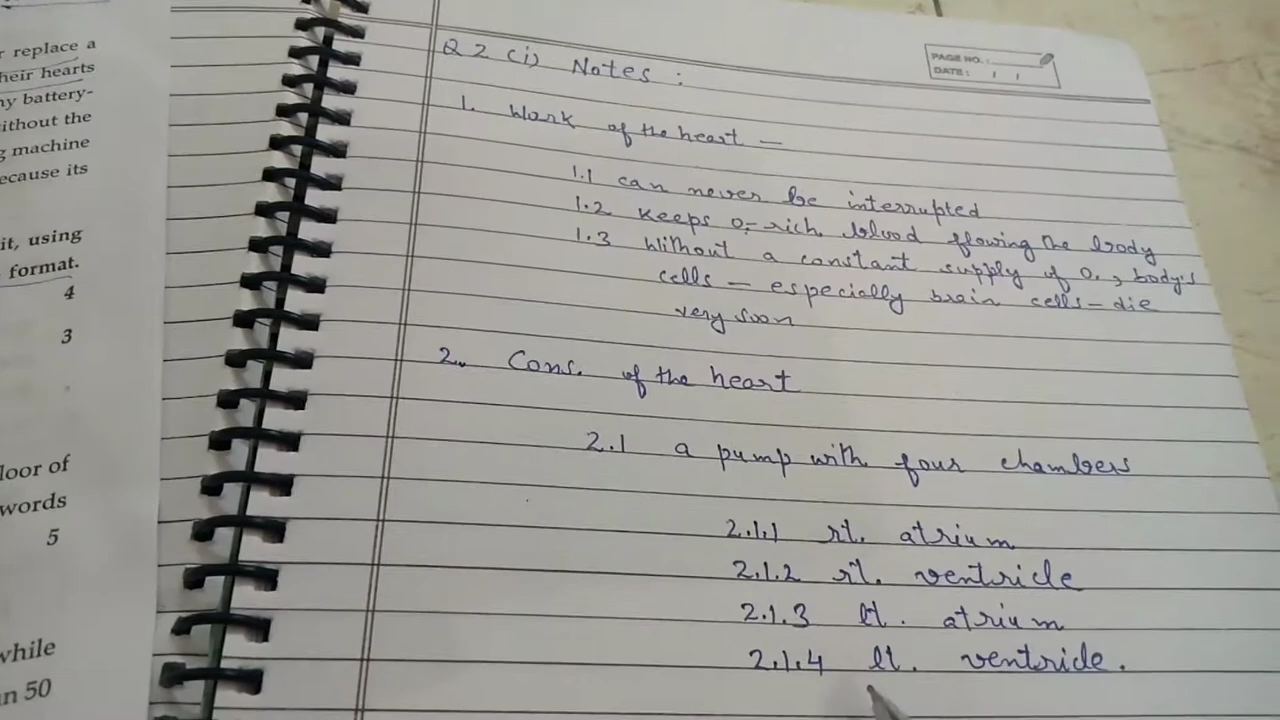 r replace a
heir hearts
ny battery-
ithout the
g machine
ecause its
it, using
format.
4
3
loor of
words
5
while
n 50
PAGE NO.:
DATE: / /
Q 2 (i) Notes :
1. Work of the heart —
1.1 can never be interrupted
1.2 keeps O₂-rich blood flowing the body
1.3 Without a constant supply of O₂, body's
cells — especially brain cells — die
very soon
2. Cons. of the heart
2.1 a pump with four chambers
2.1.1 rt. atrium
2.1.2 rt. ventricle
2.1.3 lt. atrium
2.1.4 lt. ventricle.